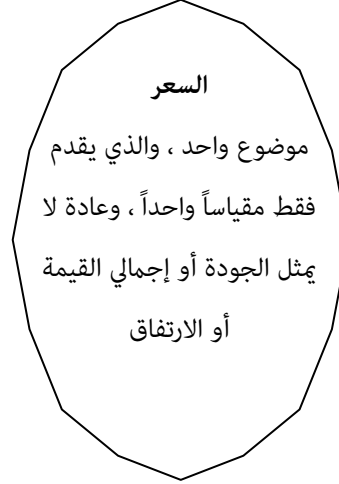 السعر
موضوع واحد ، والذي يقدم
فقط مقياساً واحداً ، وعادة لا
يمثل الجودة أو إجمالي القيمة
أو الارتفاق